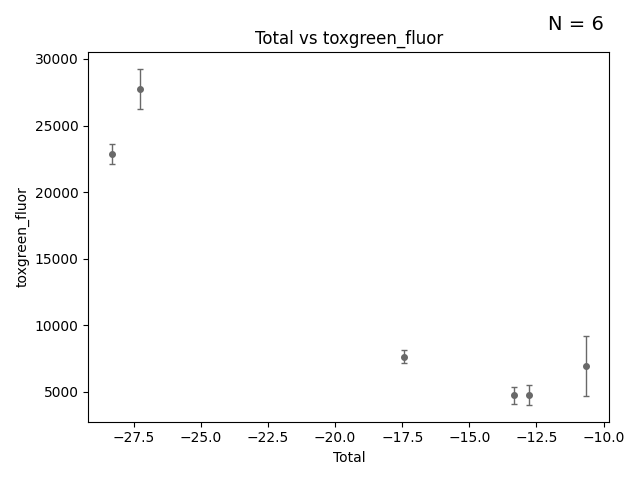 N = 6
Total vs toxgreen_fluor
30000
25000
20000
15000
10000
5000
toxgreen_fluor
−27.5 −25.0 −22.5 −20.0 −17.5 −15.0 −12.5 −10.0
Total